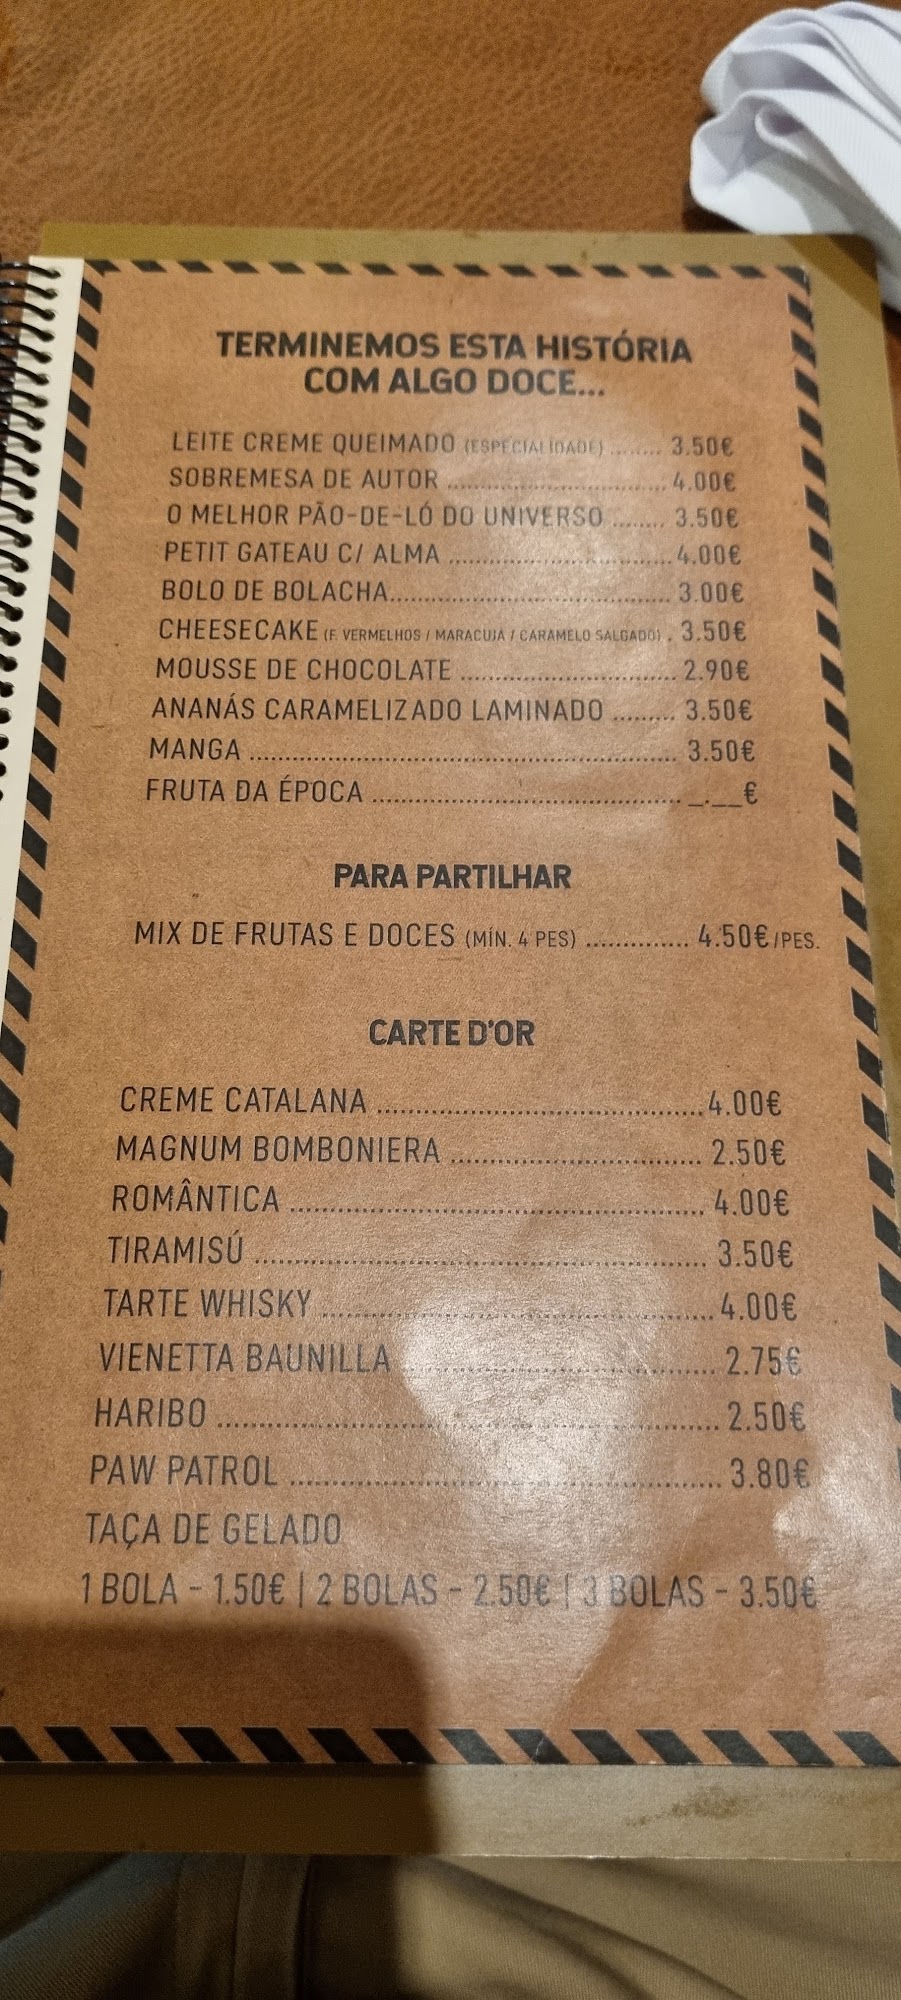 TERMINEMOS ESTA HISTÓRIA
COM ALGO DOCE...
LEITE CREME QUEIMADO (ESPECIALIDADE) ........ 3.50€
SOBREMESA DE AUTOR ................................ 4.00€
O MELHOR PÃO-DE-LÓ DO UNIVERSO ........ 3.50€
PETIT GATEAU C/ ALMA ................................ 4.00€
BOLO DE BOLACHA........................................ 3.00€
CHEESECAKE (F. VERMELHOS / MARACUJÁ / CARAMELO SALGADO) . 3.50€
MOUSSE DE CHOCOLATE .............................. 2.90€
ANANÁS CARAMELIZADO LAMINADO ......... 3.50€
MANGA ............................................................ 3.50€
FRUTA DA ÉPOCA ........................................... _.__€
PARA PARTILHAR
MIX DE FRUTAS E DOCES (MÍN. 4 PES) .............. 4.50€/PES.
CARTE D'OR
CREME CATALANA ........................................... 4.00€
MAGNUM BOMBONIERA ................................ 2.50€
ROMÂNTICA .................................................... 4.00€
TIRAMISÚ ........................................................ 3.50€
TARTE WHISKY ................................................ 4.00€
VIENETTA BAUNILLA ....................................... 2.75€
HARIBO ............................................................ 2.50€
PAW PATROL .................................................... 3.80€
TAÇA DE GELADO
1 BOLA - 1.50€ | 2 BOLAS - 2.50€ | 3 BOLAS - 3.50€